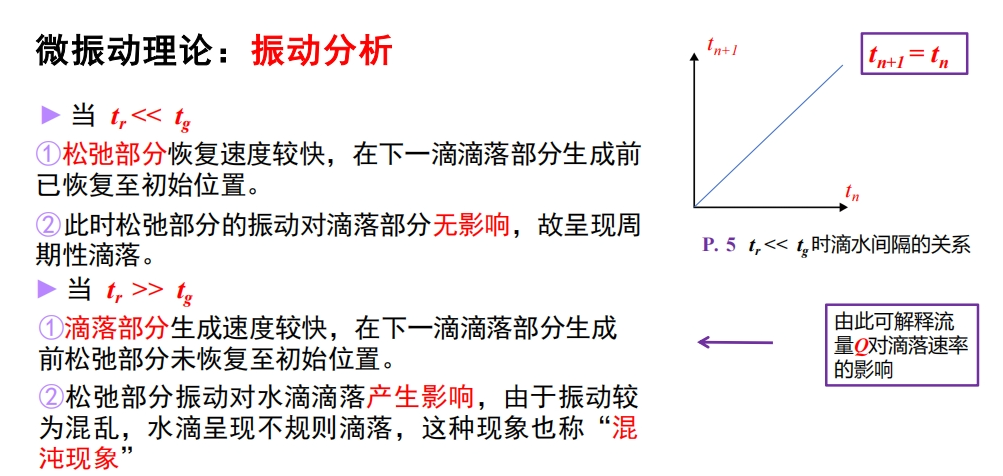 微振动理论：振动分析
► 当 tr << tg
①松弛部分恢复速度较快，在下一滴滴落部分生成前
已恢复至初始位置。
②此时松弛部分的振动对滴落部分无影响，故呈现周
期性滴落。
► 当 tr >> tg
①滴落部分生成速度较快，在下一滴滴落部分生成
前松弛部分未恢复至初始位置。
②松弛部分振动对水滴滴落产生影响，由于振动较
为混乱，水滴呈现不规则滴落，这种现象也称“混
沌现象”
tn+1
tn+1 = tn
tn
P. 5 tr << tg时滴水间隔的关系
由此可解释流
量Q对滴落速率
的影响